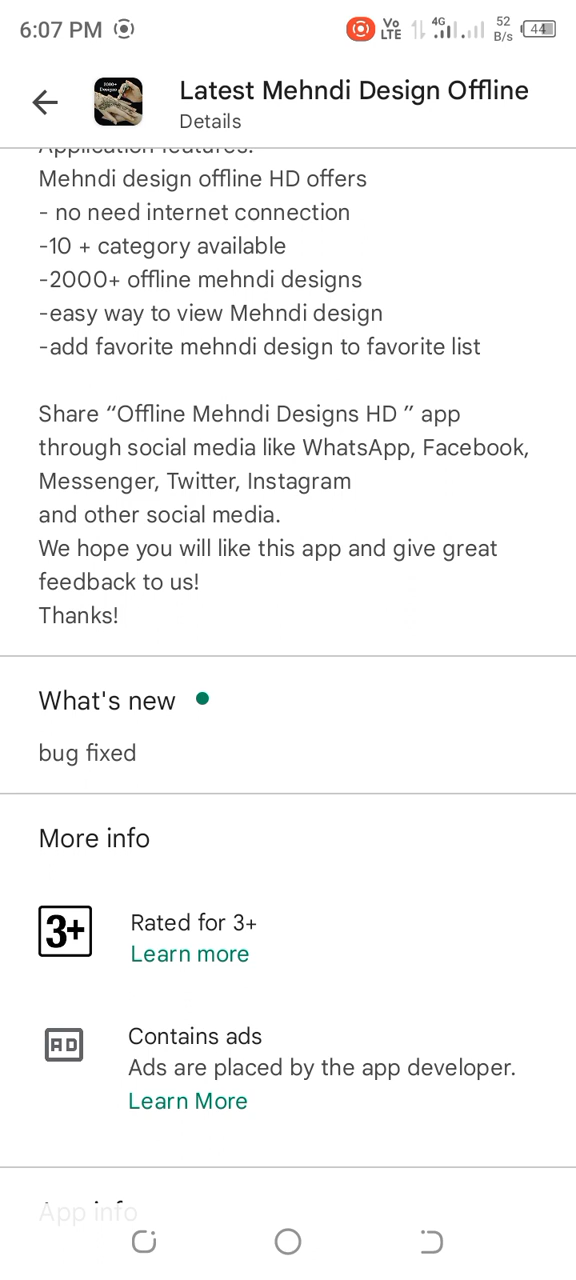 6:07 PM
Vo LTE 4G 52 B/s 44
Latest Mehndi Design Offline
Details
Application features:
Mehndi design offline HD offers
- no need internet connection
-10 + category available
-2000+ offline mehndi designs
-easy way to view Mehndi design
-add favorite mehndi design to favorite list
Share “Offline Mehndi Designs HD ” app
through social media like WhatsApp, Facebook,
Messenger, Twitter, Instagram
and other social media.
We hope you will like this app and give great
feedback to us!
Thanks!
What's new
bug fixed
More info
3+
Rated for 3+
Learn more
AD
Contains ads
Ads are placed by the app developer.
Learn More
App info